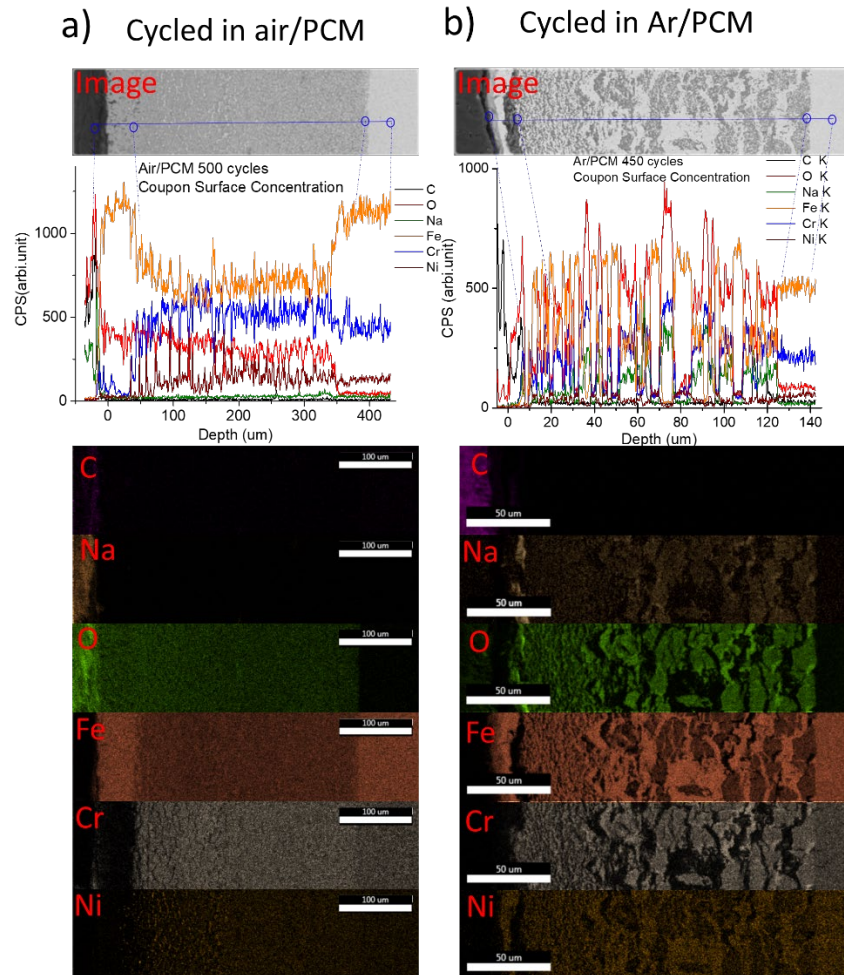 a) Cycled in air/PCM
Image
Air/PCM 500 cycles
Coupon Surface Concentration
C
O
Na
Fe
Cr
Ni
1000
500
0
CPS(arbi.unit)
0 100 200 300 400
Depth (um)
C
100 um
Na
100 um
O
100 um
Fe
100 um
Cr
100 um
Ni
100 um
b) Cycled in Ar/PCM
Image
Ar/PCM 450 cycles
Coupon Surface Concentration
C K
O K
Na K
Fe K
Cr K
Ni K
1000
500
0
CPS (arbi.unit)
0 20 40 60 80 100 120 140
Depth (um)
C
50 um
Na
50 um
O
50 um
Fe
50 um
Cr
50 um
Ni
50 um